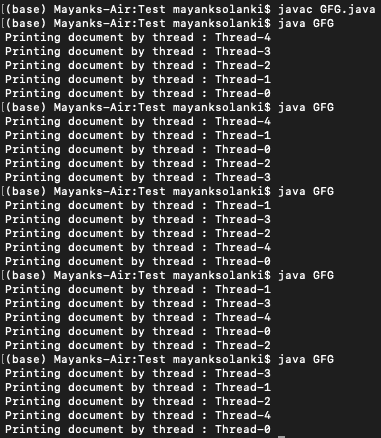 [(base) Mayanks-Air:Test mayanksolanki$ javac GFG.java
[(base) Mayanks-Air:Test mayanksolanki$ java GFG
Printing document by thread : Thread-4
Printing document by thread : Thread-3
Printing document by thread : Thread-2
Printing document by thread : Thread-1
Printing document by thread : Thread-0
[(base) Mayanks-Air:Test mayanksolanki$ java GFG
Printing document by thread : Thread-4
Printing document by thread : Thread-1
Printing document by thread : Thread-0
Printing document by thread : Thread-2
Printing document by thread : Thread-3
[(base) Mayanks-Air:Test mayanksolanki$ java GFG
Printing document by thread : Thread-1
Printing document by thread : Thread-3
Printing document by thread : Thread-2
Printing document by thread : Thread-4
Printing document by thread : Thread-0
[(base) Mayanks-Air:Test mayanksolanki$ java GFG
Printing document by thread : Thread-1
Printing document by thread : Thread-3
Printing document by thread : Thread-4
Printing document by thread : Thread-0
Printing document by thread : Thread-2
[(base) Mayanks-Air:Test mayanksolanki$ java GFG
Printing document by thread : Thread-3
Printing document by thread : Thread-1
Printing document by thread : Thread-2
Printing document by thread : Thread-4
Printing document by thread : Thread-0